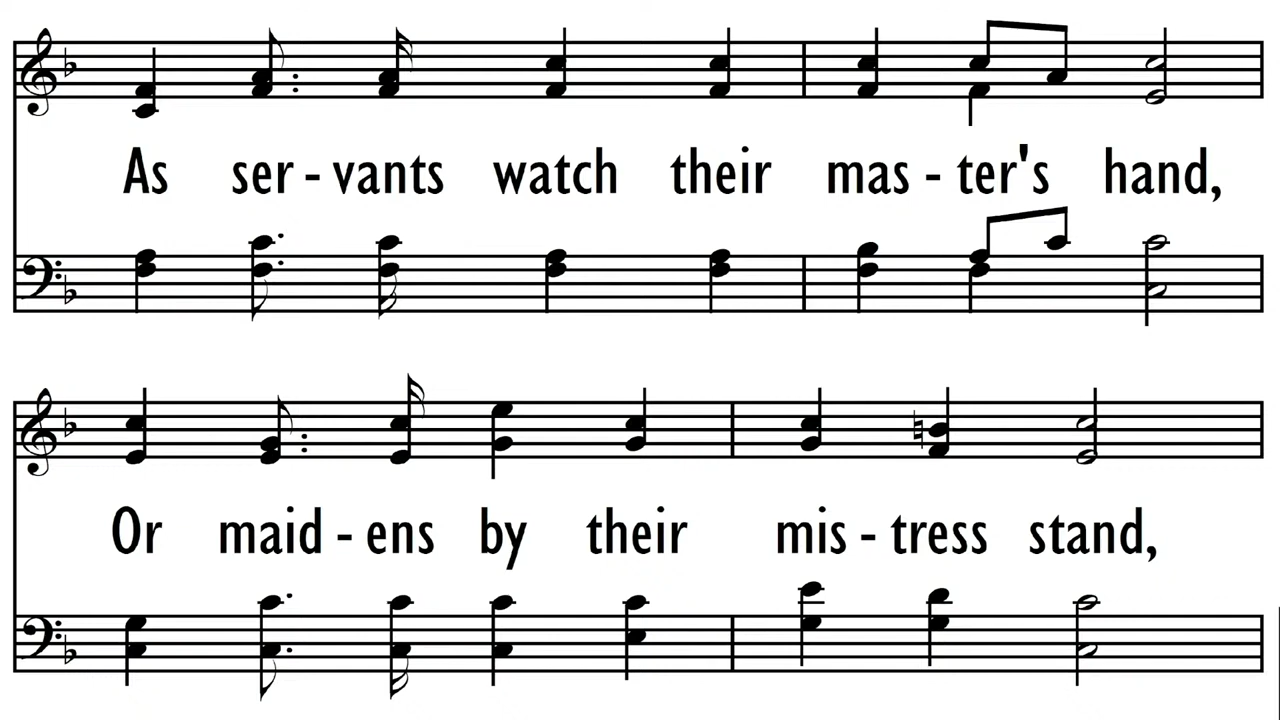 As ser - vants watch their mas - ter's hand,
Or maid - ens by their mis - tress stand,